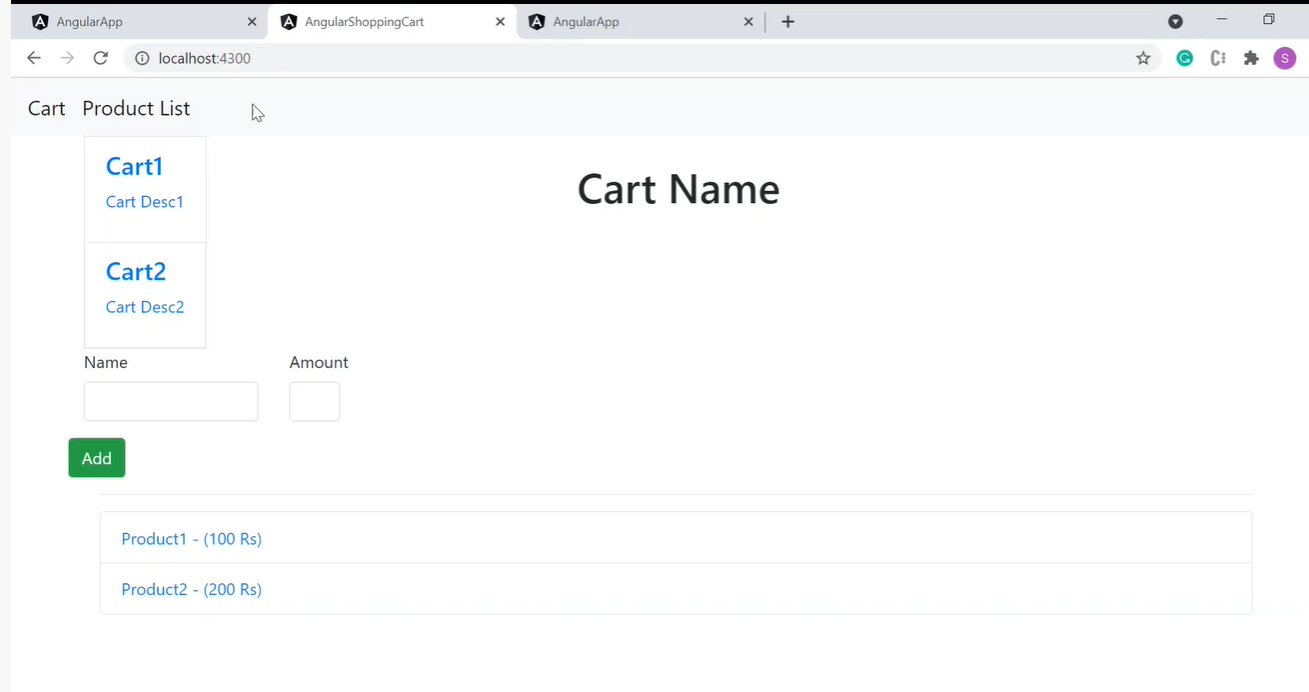 AngularApp AngularShoppingCart AngularApp
localhost:4300
S
Cart Product List
Cart1
Cart Desc1
Cart Name
Cart2
Cart Desc2
Name Amount
Add
Product1 - (100 Rs)
Product2 - (200 Rs)